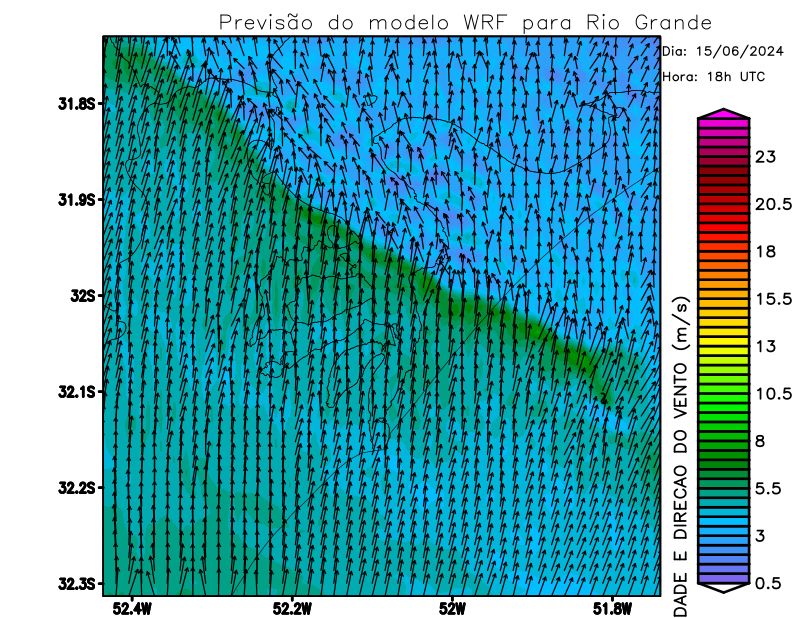 Previsão do modelo WRF para Rio Grande
Dia: 15/06/2024
Hora: 18h UTC
31.8S
31.9S
32S
32.1S
32.2S
32.3S
52.4W
52.2W
52W
51.8W
23
20.5
18
15.5
13
10.5
8
5.5
3
0.5
DADE E DIRECAO DO VENTO (m/s)